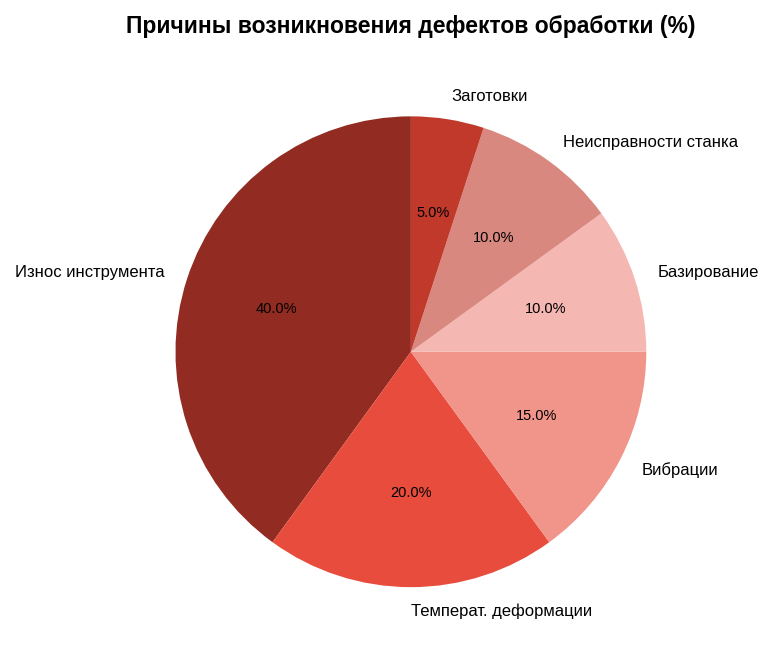 Причины возникновения дефектов обработки (%)
Заготовки
Неисправности станка
5.0%
10.0%
Износ инструмента
Базирование
40.0%
10.0%
15.0%
Вибрации
20.0%
Температ. деформации